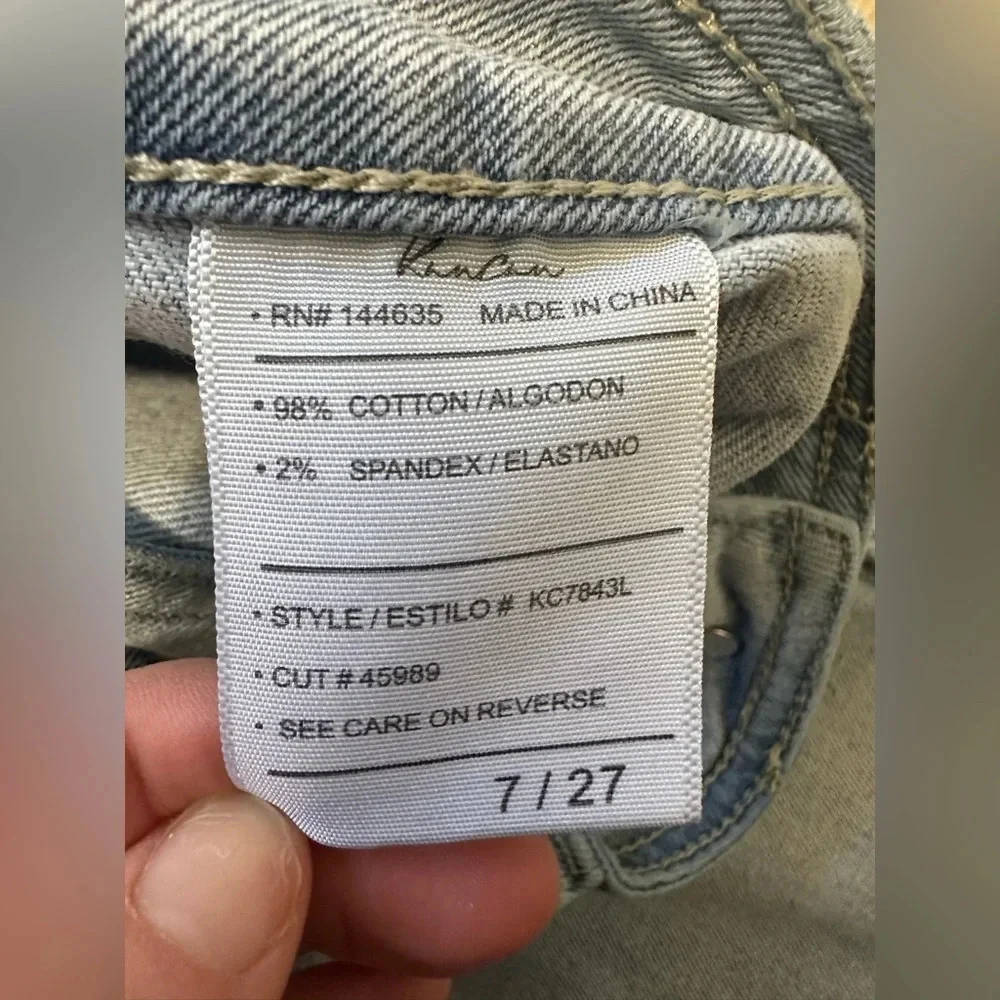 KanCan
• RN# 144635 MADE IN CHINA
• 98% COTTON / ALGODON
• 2% SPANDEX / ELASTANO
• STYLE / ESTILO # KC7843L
• CUT # 45989
• SEE CARE ON REVERSE
7 / 27